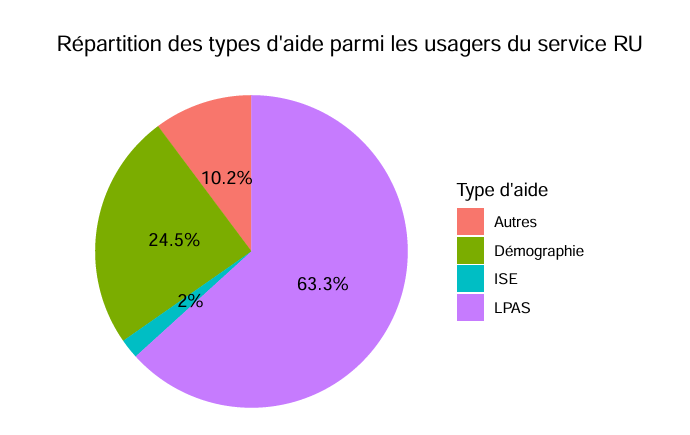 Répartition des types d'aide parmi les usagers du service RU
10.2%
24.5%
2%
63.3%
Type d'aide
Autres
Démographie
ISE
LPAS